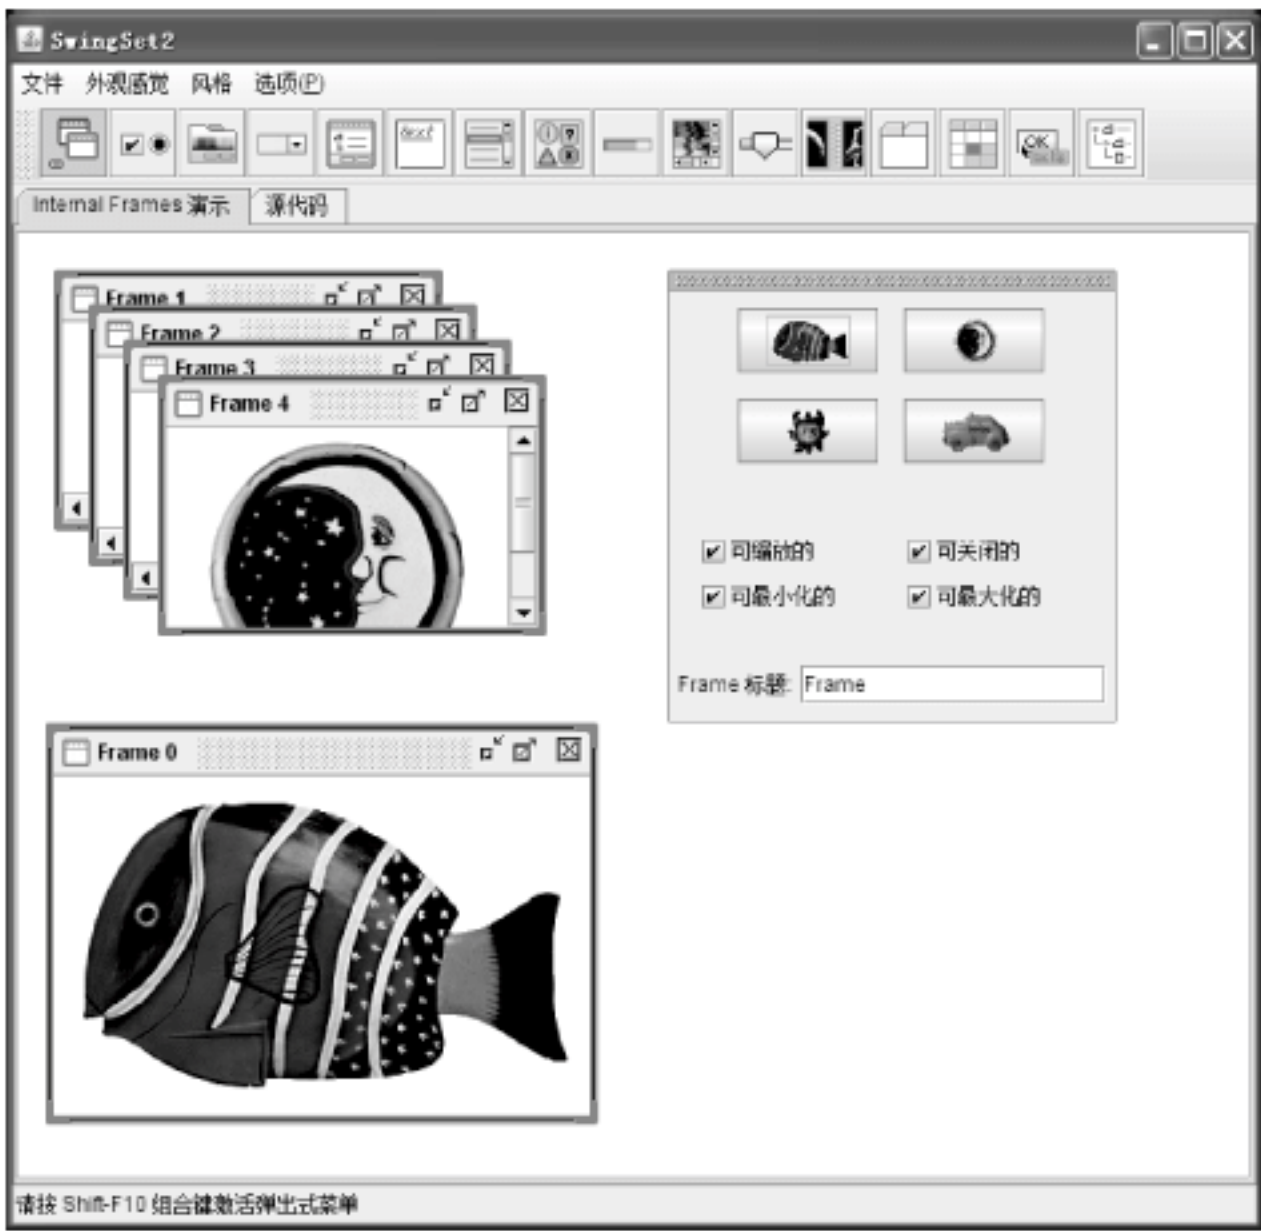 SwingSet2
文件 外观感觉 风格 选项(P)
text
OK
Internal Frames 演示 源代码
Frame 1
Frame 2
Frame 3
Frame 4
可缩放的 可关闭的
可最小化的 可最大化的
Frame 标题: Frame
Frame 0
请按 Shift-F10 组合键激活弹出式菜单